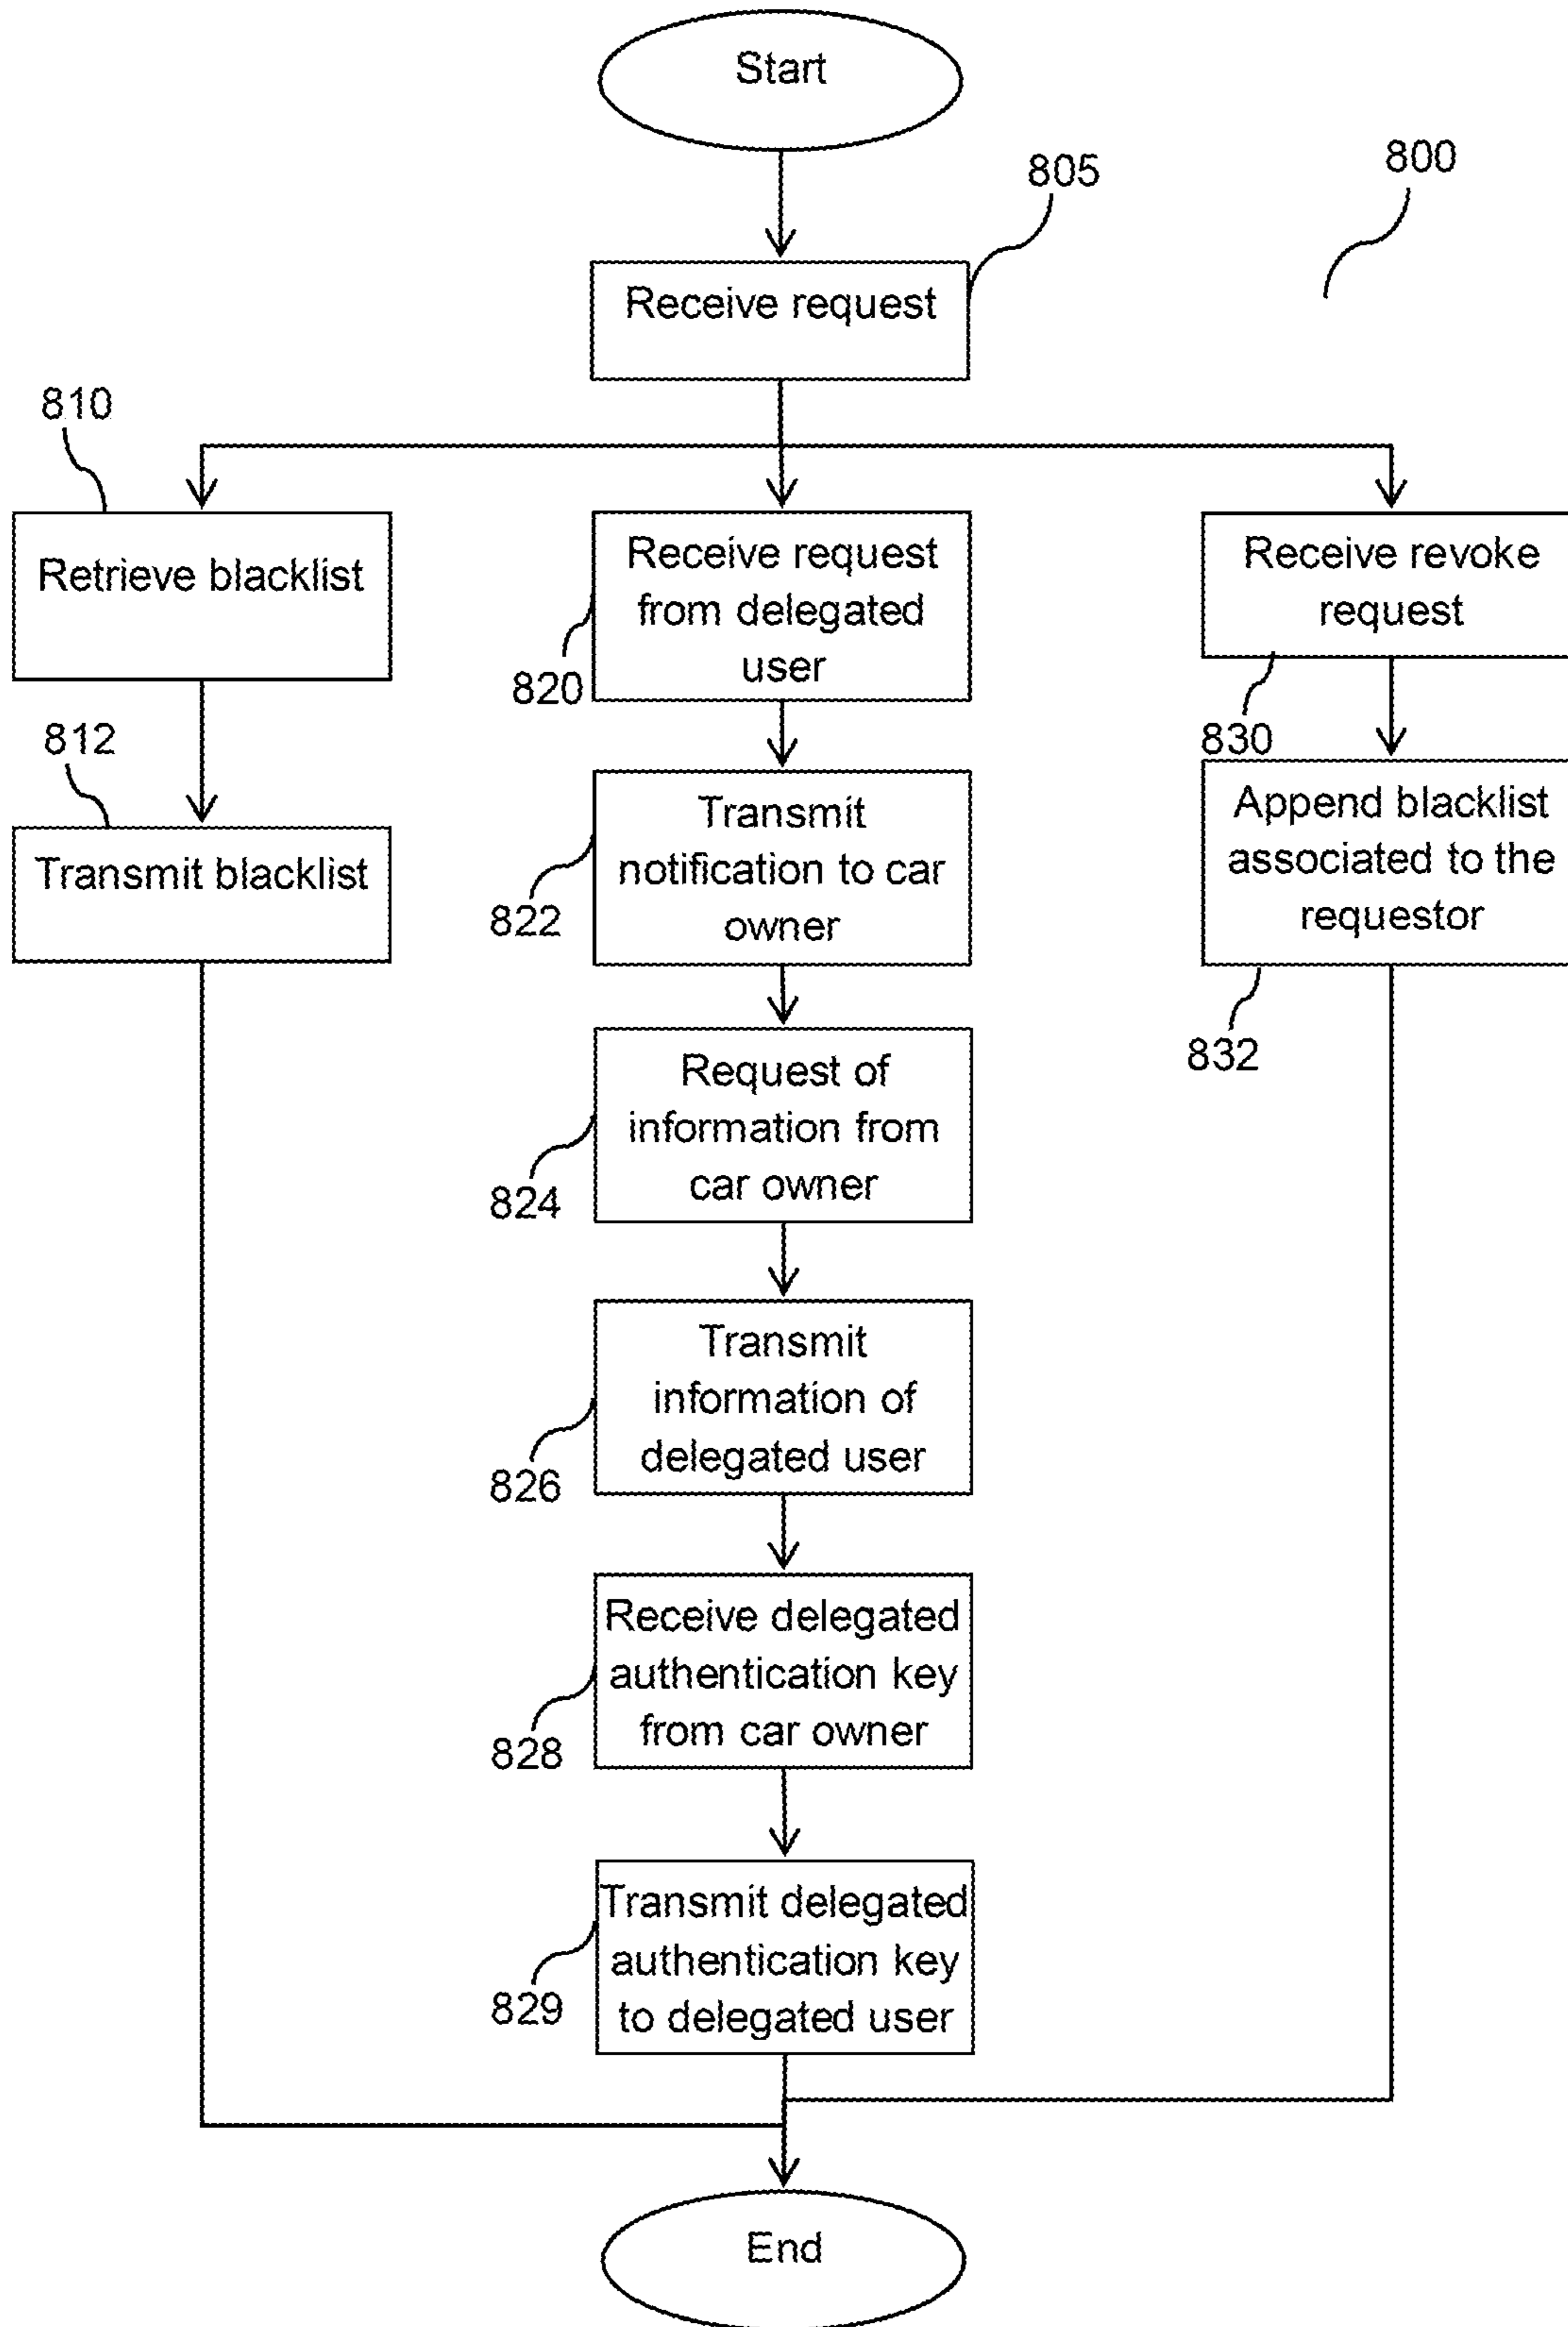 Start
805
800
Receive request
810
Retrieve blacklist
812
Transmit blacklist
Receive request
from delegated
user
820
Transmit
notification to car
owner
822
Request of
information from
car owner
824
Transmit
information of
delegated user
826
Receive delegated
authentication key
from car owner
828
Transmit delegated
authentication key
to delegated user
829
Receive revoke
request
830
Append blacklist
associated to the
requestor
832
End